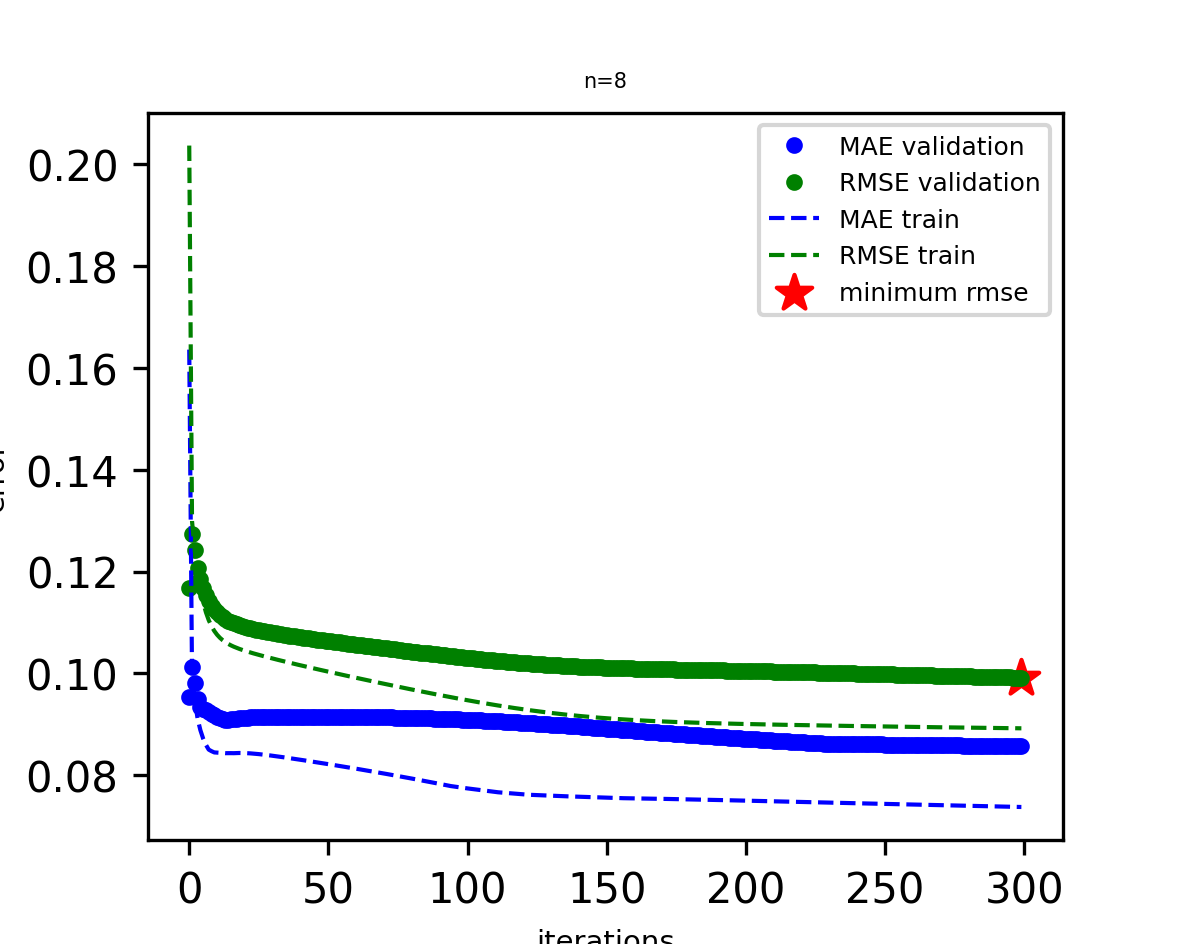 n=8
MAE validation
RMSE validation
MAE train
RMSE train
minimum rmse
0.20
0.18
0.16
0.14
0.12
0.10
0.08
0 50 100 150 200 250 300
iterations